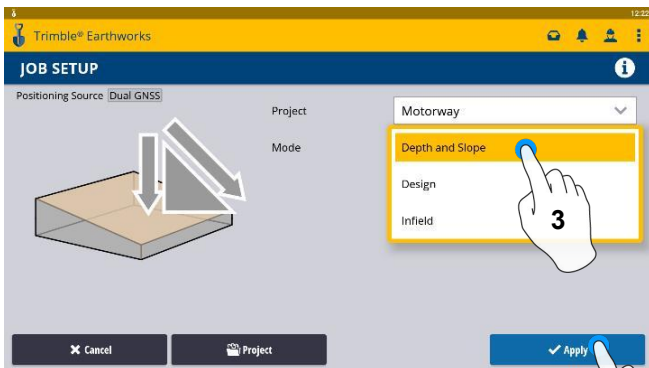 12:22
Trimble® Earthworks
JOB SETUP
Positioning Source Dual GNSS
Project
Motorway
Mode
Depth and Slope
Design
Infield
3
Cancel
Project
Apply